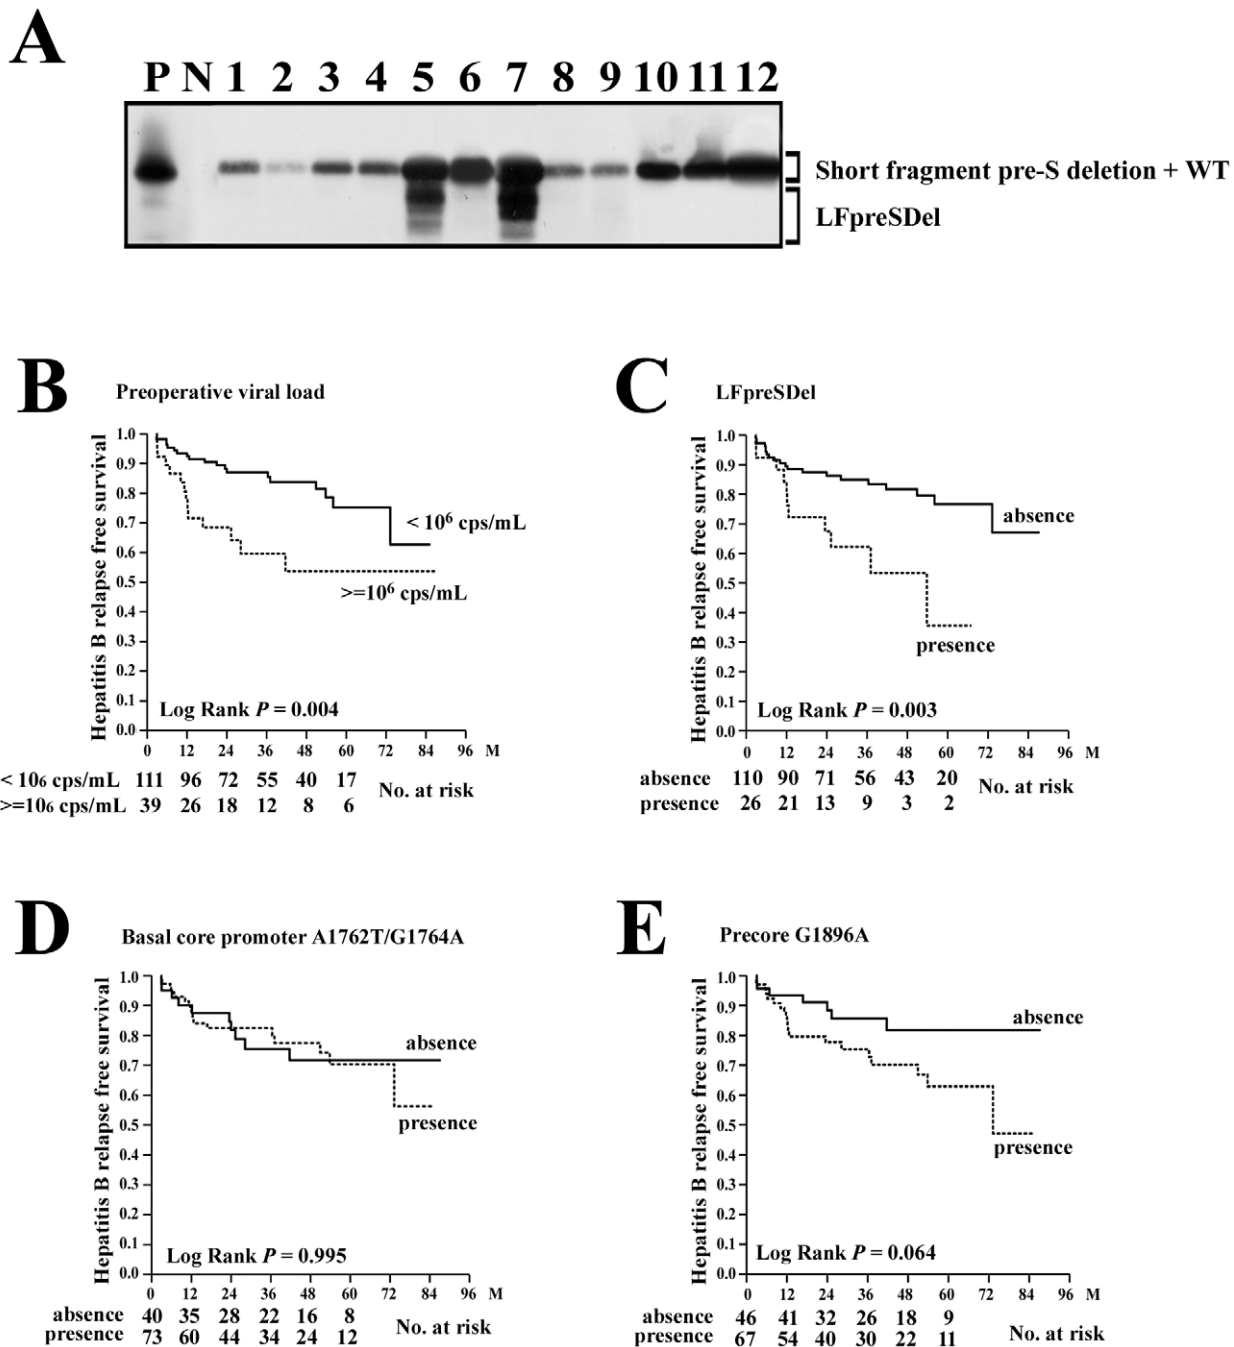 A
P N 1 2 3 4 5 6 7 8 9 10 11 12
Short fragment pre-S deletion + WT
LFpreSDel
B
Preoperative viral load
Hepatitis B relapse free survival
1.0
0.9
0.8
0.7
0.6
0.5
0.4
0.3
0.2
0.1
0.0
< 10⁶ cps/mL
>=10⁶ cps/mL
Log Rank P = 0.004
0 12 24 36 48 60 72 84 96 M
< 106 cps/mL 111 96 72 55 40 17
>=106 cps/mL 39 26 18 12 8 6
No. at risk
C
LFpreSDel
Hepatitis B relapse free survival
1.0
0.9
0.8
0.7
0.6
0.5
0.4
0.3
0.2
0.1
0.0
absence
presence
Log Rank P = 0.003
0 12 24 36 48 60 72 84 96 M
absence 110 90 71 56 43 20
presence 26 21 13 9 3 2
No. at risk
D
Basal core promoter A1762T/G1764A
Hepatitis B relapse free survival
1.0
0.9
0.8
0.7
0.6
0.5
0.4
0.3
0.2
0.1
0.0
absence
presence
Log Rank P = 0.995
0 12 24 36 48 60 72 84 96 M
absence 40 35 28 22 16 8
presence 73 60 44 34 24 12
No. at risk
E
Precore G1896A
Hepatitis B relapse free survival
1.0
0.9
0.8
0.7
0.6
0.5
0.4
0.3
0.2
0.1
0.0
absence
presence
Log Rank P = 0.064
0 12 24 36 48 60 72 84 96 M
absence 46 41 32 26 18 9
presence 67 54 40 30 22 11
No. at risk